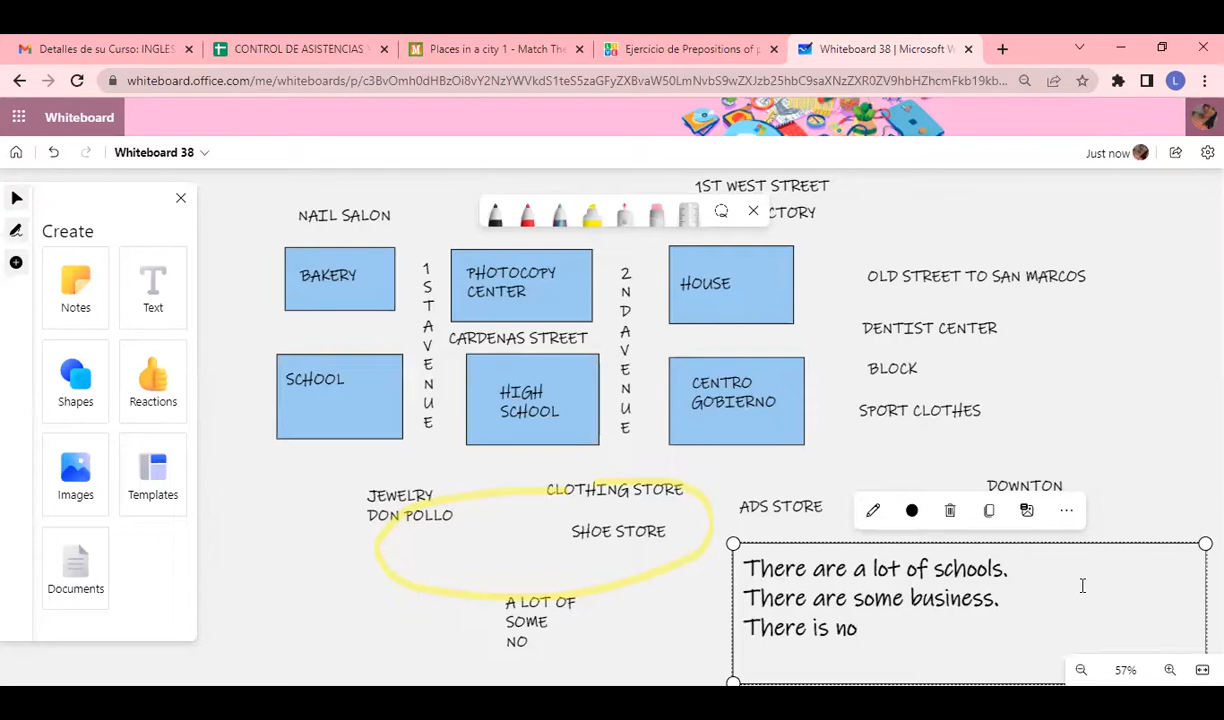 Detalles de su Curso: INGLES
CONTROL DE ASISTENCIAS
Places in a city 1 - Match The
Ejercicio de Prepositions of p
Whiteboard 38 | Microsoft W
Whiteboard
Whiteboard 38
Just now
Create
Notes
Text
Shapes
Reactions
Images
Templates
Documents
1ST WEST STREET
NAIL SALON
CTORY
BAKERY
1ST AVENUE
PHOTOCOPY
CENTER
2ND AVENUE
HOUSE
OLD STREET TO SAN MARCOS
CARDENAS STREET
DENTIST CENTER
SCHOOL
HIGH
SCHOOL
CENTRO
GOBIERNO
BLOCK
SPORT CLOTHES
JEWELRY
DON POLLO
CLOTHING STORE
SHOE STORE
ADS STORE
DOWNTON
A LOT OF
SOME
NO
There are a lot of schools.
There are some business.
There is no
57%
L